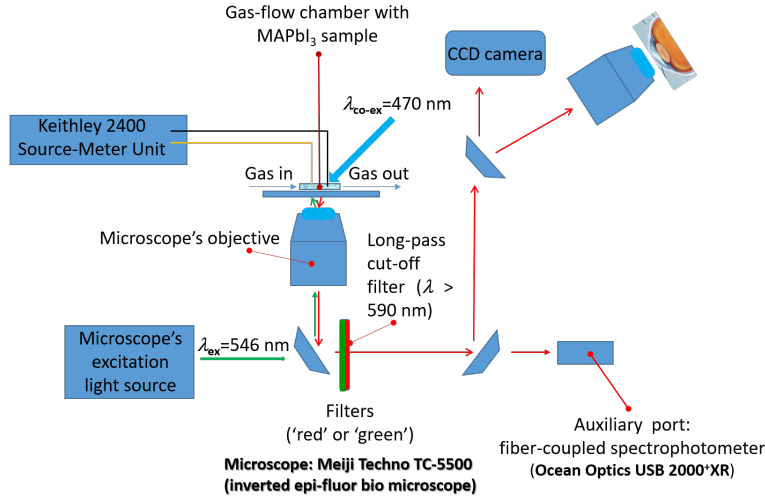 Gas-flow chamber with
MAPbI₃ sample
CCD camera
λco-ex=470 nm
Keithley 2400
Source-Meter Unit
Gas in
Gas out
Microscope's objective
Long-pass
cut-off
filter (λ >
590 nm)
Microscope's
excitation
light source
λex=546 nm
Filters
('red' or 'green')
Auxiliary port:
fiber-coupled spectrophotometer
(Ocean Optics USB 2000⁺XR)
Microscope: Meiji Techno TC-5500
(inverted epi-fluor bio microscope)